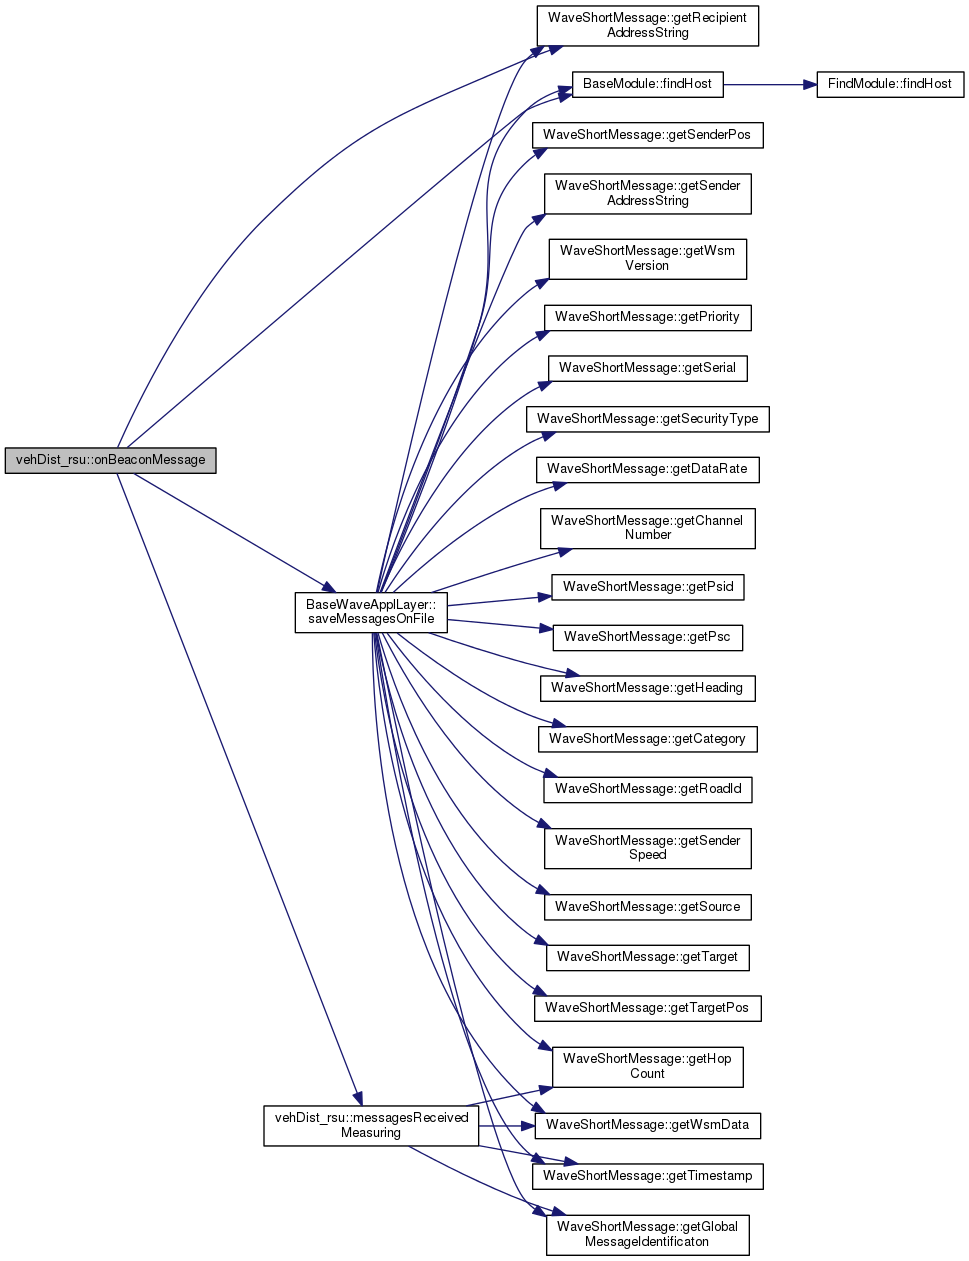 WaveShortMessage::getRecipient
AddressString
BaseModule::findHost
FindModule::findHost
WaveShortMessage::getSenderPos
WaveShortMessage::getSender
AddressString
WaveShortMessage::getWsm
Version
WaveShortMessage::getPriority
WaveShortMessage::getSerial
WaveShortMessage::getSecurityType
vehDist_rsu::onBeaconMessage
WaveShortMessage::getDataRate
WaveShortMessage::getChannel
Number
WaveShortMessage::getPsid
BaseWaveApplLayer::
saveMessagesOnFile
WaveShortMessage::getPsc
WaveShortMessage::getHeading
WaveShortMessage::getCategory
WaveShortMessage::getRoadId
WaveShortMessage::getSender
Speed
WaveShortMessage::getSource
WaveShortMessage::getTarget
WaveShortMessage::getTargetPos
WaveShortMessage::getHop
Count
vehDist_rsu::messagesReceived
Measuring
WaveShortMessage::getWsmData
WaveShortMessage::getTimestamp
WaveShortMessage::getGlobal
MessageIdentificaton